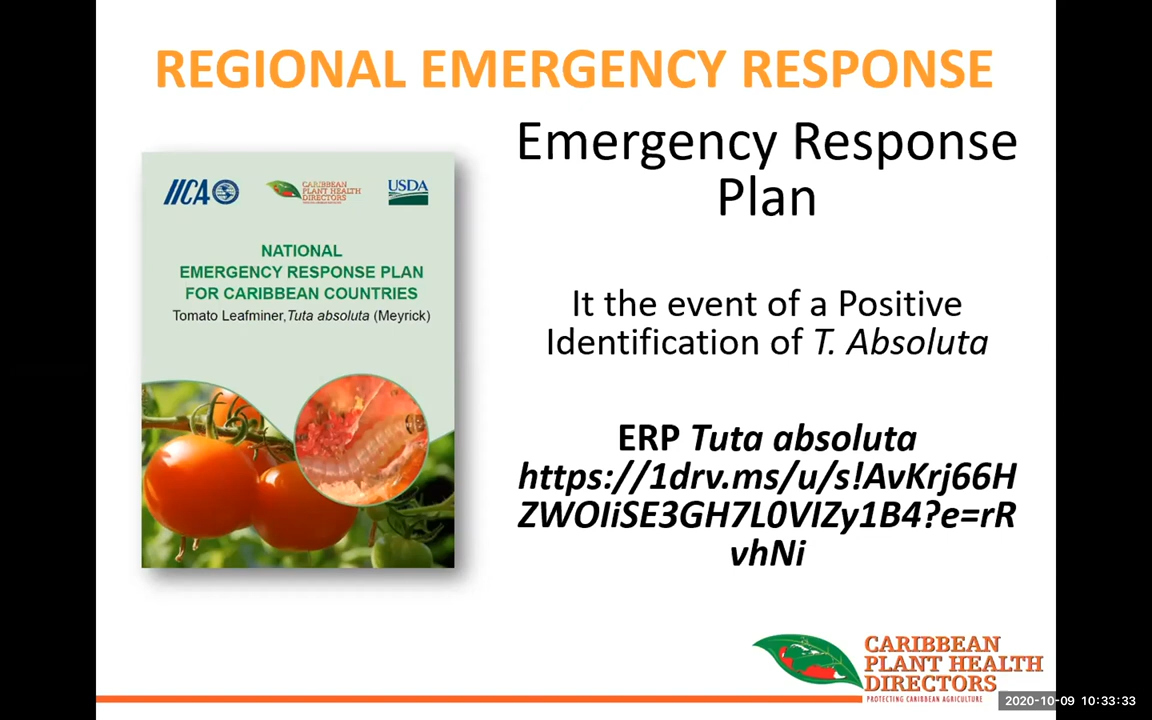 REGIONAL EMERGENCY RESPONSE
IICA
CARIBBEAN
PLANT HEALTH
DIRECTORS
USDA
NATIONAL
EMERGENCY RESPONSE PLAN
FOR CARIBBEAN COUNTRIES
Tomato Leafminer, Tuta absoluta (Meyrick)
Emergency Response
Plan
It the event of a Positive
Identification of T. Absoluta
ERP Tuta absoluta
https://1drv.ms/u/s!AvKrj66H
ZWOIiSE3GH7L0VIZy1B4?e=rR
vhNi
CARIBBEAN
PLANT HEALTH
DIRECTORS
PROTECTING CARIBBEAN AGRICULTURE
2020-10-09 10:33:33